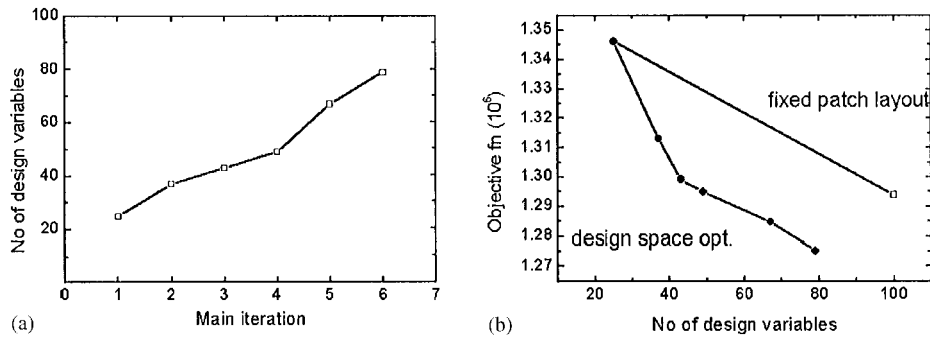 100
80
60
40
20
No of design variables
0 1 2 3 4 5 6 7
Main iteration
(a)
1.35
1.34
1.33
1.32
1.31
1.30
1.29
1.28
1.27
Objective fn (10⁶)
fixed patch layout
design space opt.
20 40 60 80 100
No of design variables
(b)